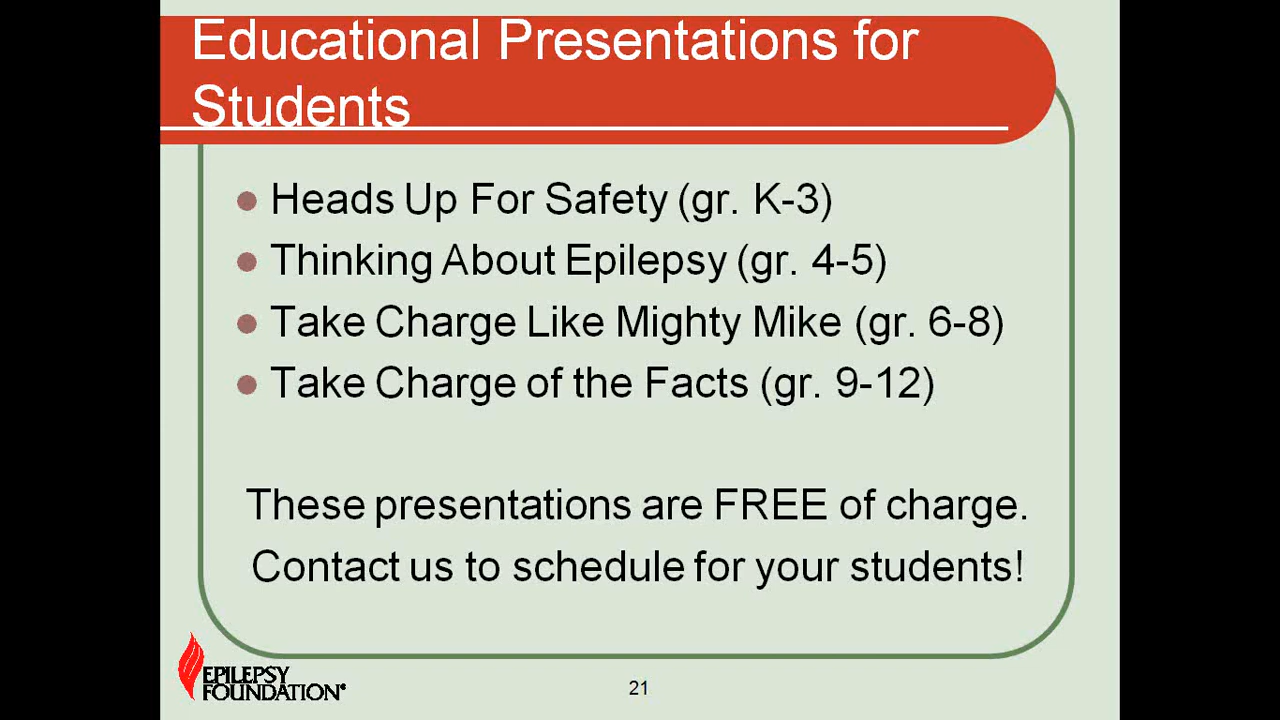 Educational Presentations for
Students
Heads Up For Safety (gr. K-3)
Thinking About Epilepsy (gr. 4-5)
Take Charge Like Mighty Mike (gr. 6-8)
Take Charge of the Facts (gr. 9-12)
These presentations are FREE of charge.
Contact us to schedule for your students!
EPILEPSY
FOUNDATION®
21